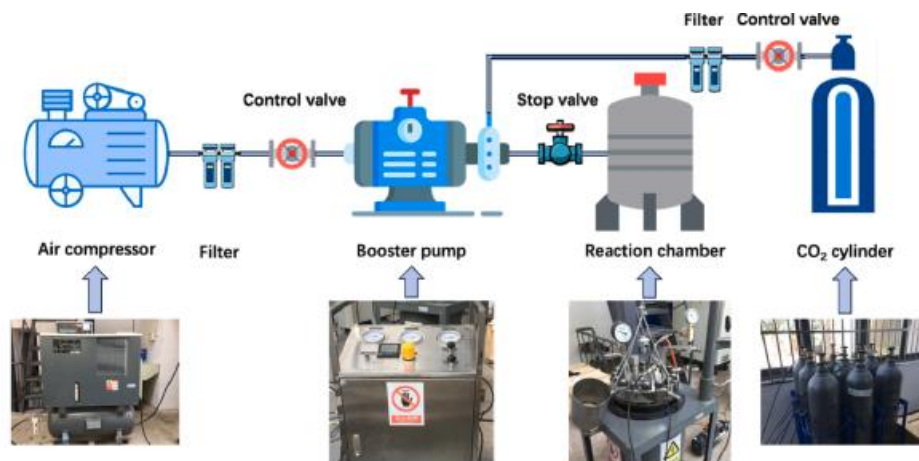 Filter
Control valve
Control valve
Stop valve
Air compressor
Filter
Booster pump
Reaction chamber
CO₂ cylinder